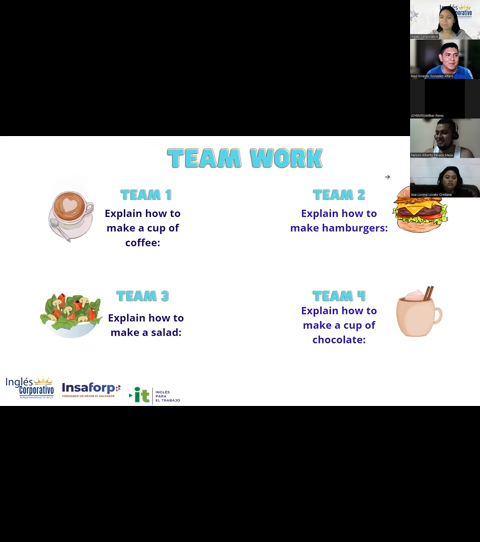 TEAM WORK
TEAM 1
Explain how to
make a cup of
coffee:
TEAM 2
Explain how to
make hamburgers:
TEAM 3
Explain how to
make a salad:
TEAM 4
Explain how to
make a cup of
chocolate:
Inglés
Corporativo
Insaforp
it
INGLÉS
PARA
EL TRABAJO